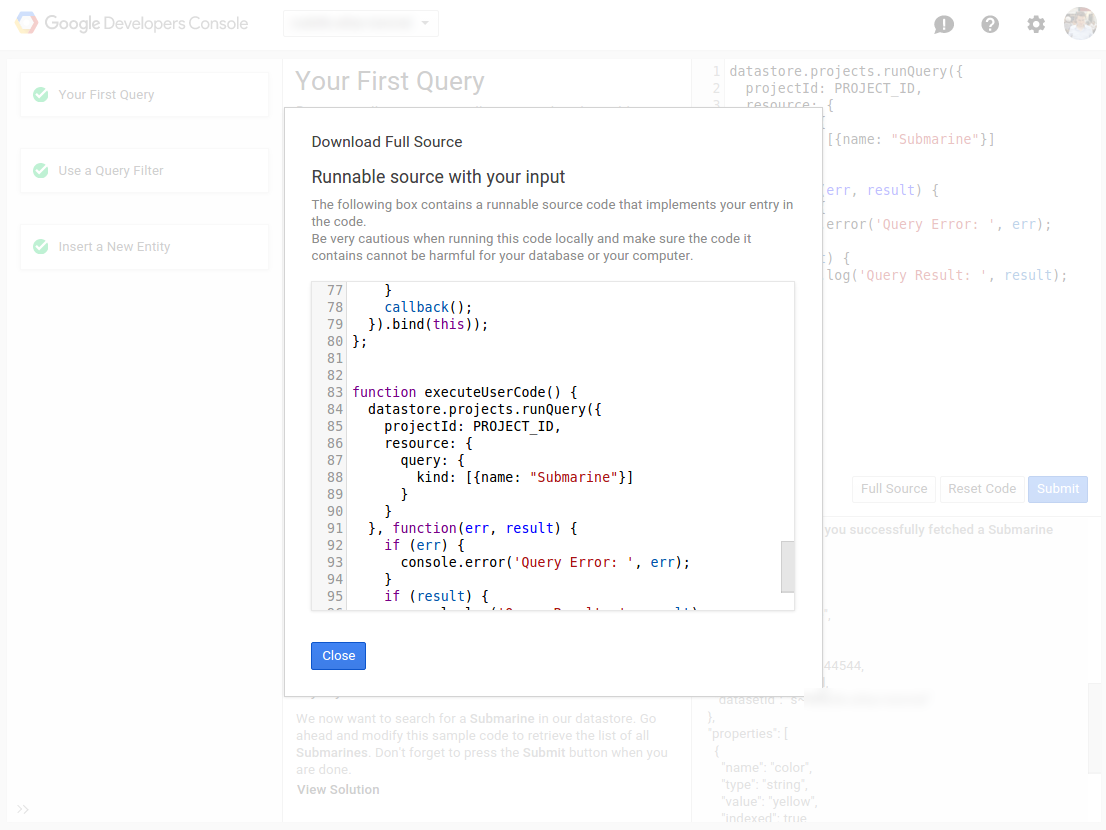 Google Developers Console
Your First Query
Use a Query Filter
Insert a New Entity
Your First Query
Download Full Source
Runnable source with your input
The following box contains a runnable source code that implements your entry in
the code.
Be very cautious when running this code locally and make sure the code it
contains cannot be harmful for your database or your computer.
77 }
78 callback();
79 }).bind(this));
80 };
81
82
83 function executeUserCode() {
84 datastore.projects.runQuery({
85 projectId: PROJECT_ID,
86 resource: {
87 query: {
88 kind: [{name: "Submarine"}]
89 }
90 }
91 }, function(err, result) {
92 if (err) {
93 console.error('Query Error: ', err);
94 }
95 if (result) {
Close
We now want to search for a Submarine in our datastore. Go
ahead and modify this sample code to retrieve the list of all
Submarines. Don't forget to press the Submit button when you
are done.
View Solution
1 datastore.projects.runQuery({
2 projectId: PROJECT_ID,
3 resource: {
[{name: "Submarine"}]
(err, result) {
error('Query Error: ', err);
t) {
log('Query Result: ', result);
Full Source
Reset Code
Submit
you successfully fetched a Submarine
44544,
"datasetId": "s
},
"properties": [
{
"name": "color",
"type": "string",
"value": "yellow",
"indexed": true